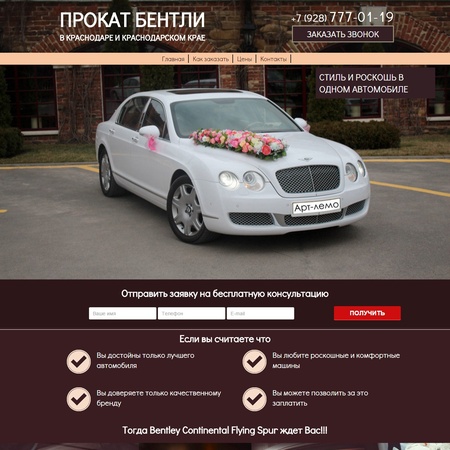 ПРОКАТ БЕНТЛИ
В КРАСНОДАРЕ И КРАСНОДАРСКОМ КРАЕ
+7 (928) 777-01-19
ЗАКАЗАТЬ ЗВОНОК
Главная | Как заказать | Цены | Контакты |
СТИЛЬ И РОСКОШЬ В
ОДНОМ АВТОМОБИЛЕ
Арт-лемо
Отправить заявку на бесплатную консультацию
Ваше имя
Телефон
E-mail
ПОЛУЧИТЬ
Если вы считаете что
Вы достойны только лучшего
автомобиля
Вы любите роскошные и комфортные
машины
Вы доверяете только качественному
бренду
Вы можете позволить за это
заплатить
Тогда Bentley Continental Flying Spur ждет Вас!!!